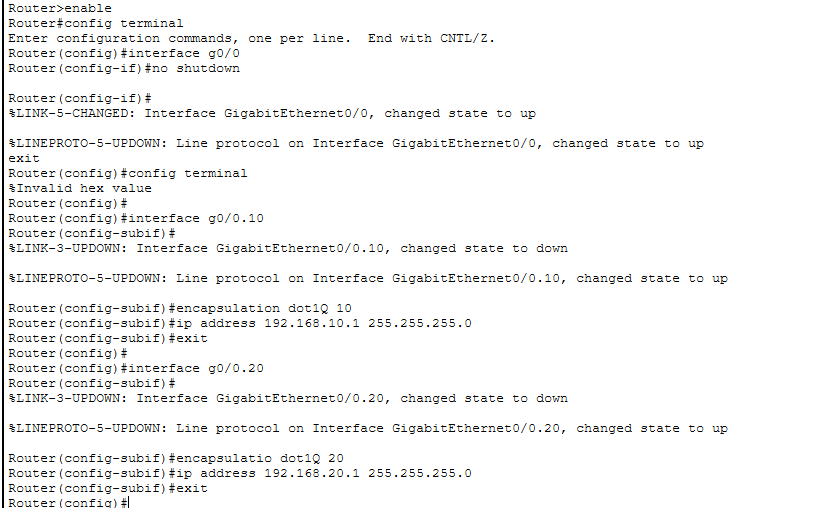 Router>enable
Router#config terminal
Enter configuration commands, one per line.  End with CNTL/Z.
Router(config)#interface g0/0
Router(config-if)#no shutdown
Router(config-if)#
%LINK-5-CHANGED: Interface GigabitEthernet0/0, changed state to up
%LINEPROTO-5-UPDOWN: Line protocol on Interface GigabitEthernet0/0, changed state to up
exit
Router(config)#config terminal
%Invalid hex value
Router(config)#
Router(config)#interface g0/0.10
Router(config-subif)#
%LINK-3-UPDOWN: Interface GigabitEthernet0/0.10, changed state to down
%LINEPROTO-5-UPDOWN: Line protocol on Interface GigabitEthernet0/0.10, changed state to up
Router(config-subif)#encapsulation dot1Q 10
Router(config-subif)#ip address 192.168.10.1 255.255.255.0
Router(config-subif)#exit
Router(config)#
Router(config)#interface g0/0.20
Router(config-subif)#
%LINK-3-UPDOWN: Interface GigabitEthernet0/0.20, changed state to down
%LINEPROTO-5-UPDOWN: Line protocol on Interface GigabitEthernet0/0.20, changed state to up
Router(config-subif)#encapsulatio dot1Q 20
Router(config-subif)#ip address 192.168.20.1 255.255.255.0
Router(config-subif)#exit
Router(config)#